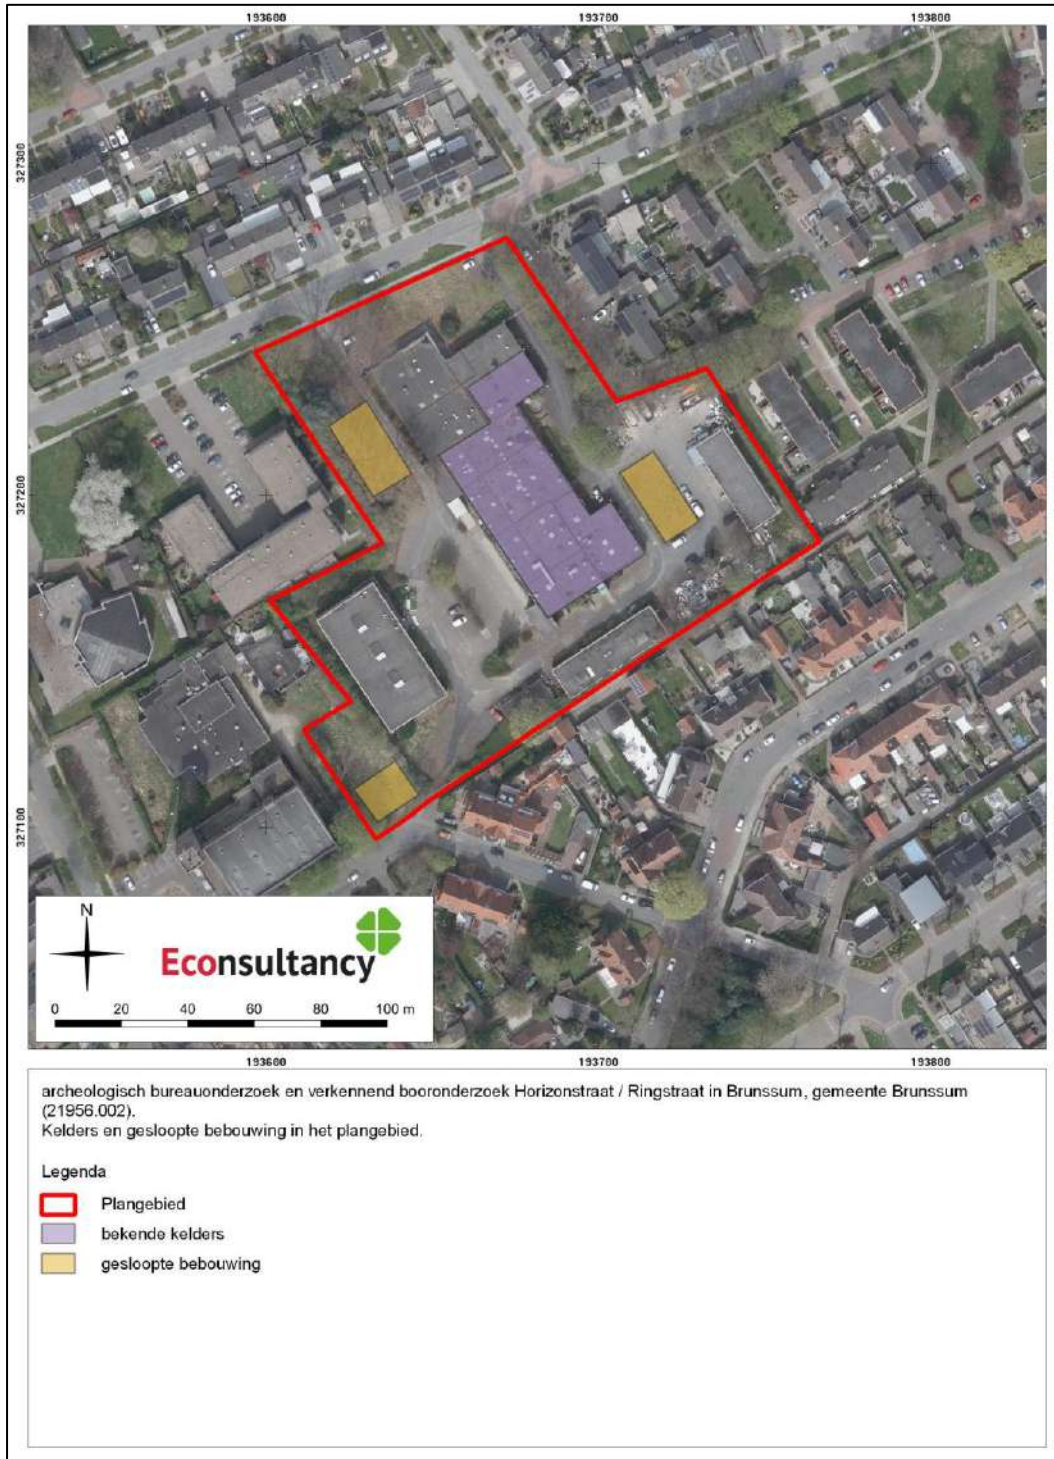 193600 193700 193800
327300
327200
327100
N
Econsultancy
0 20 40 60 80 100 m
193600 193700 193800
archeologisch bureauonderzoek en verkennend booronderzoek Horizonstraat / Ringstraat in Brunssum, gemeente Brunssum
(21956.002).
Kelders en gesloopte bebouwing in het plangebied.
Legenda
Plangebied
bekende kelders
gesloopte bebouwing